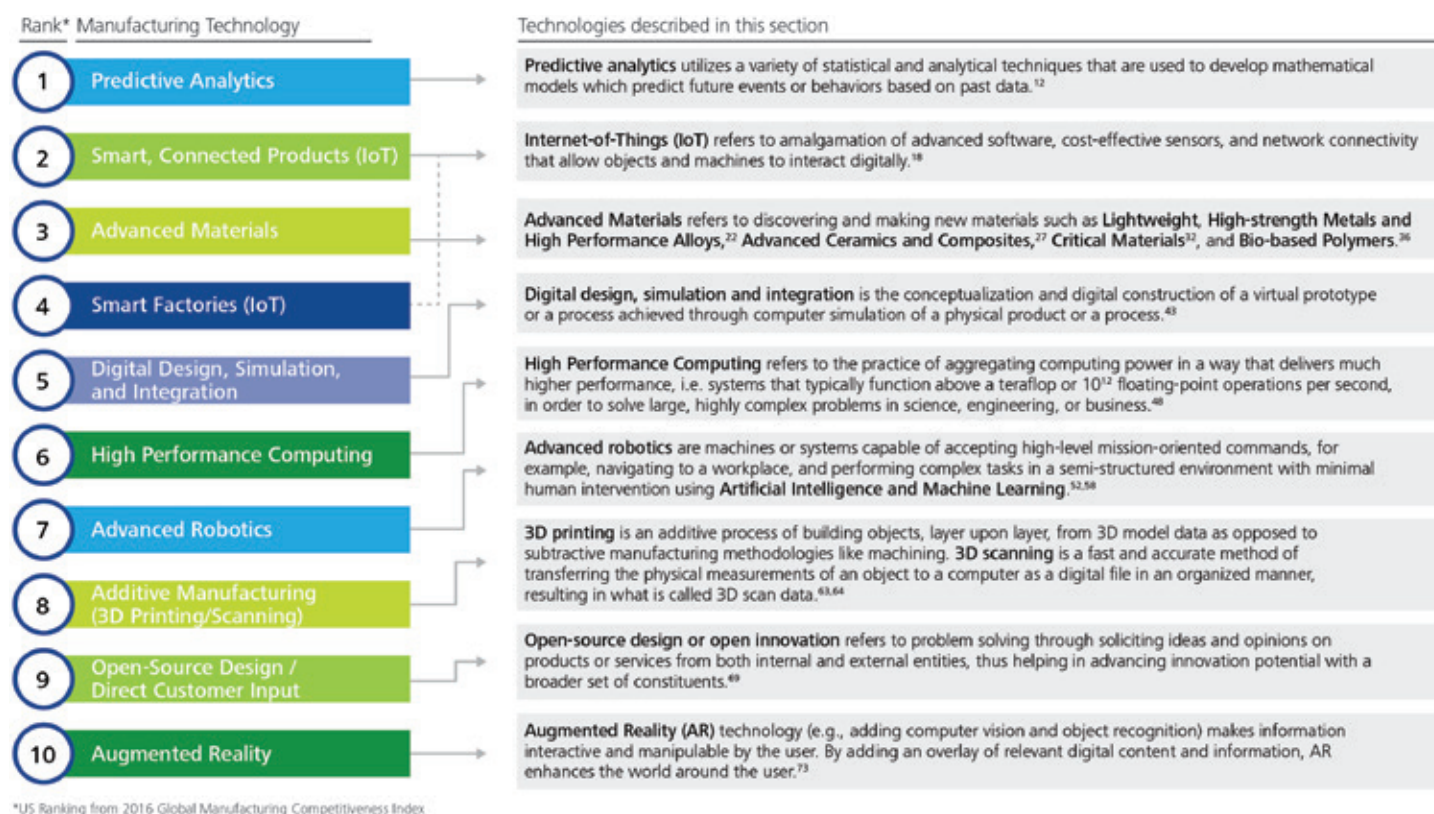 Rank* Manufacturing Technology
Technologies described in this section
1 Predictive Analytics
Predictive analytics utilizes a variety of statistical and analytical techniques that are used to develop mathematical
models which predict future events or behaviors based on past data.¹²
2 Smart, Connected Products (IoT)
Internet-of-Things (IoT) refers to amalgamation of advanced software, cost-effective sensors, and network connectivity
that allow objects and machines to interact digitally.¹⁸
3 Advanced Materials
Advanced Materials refers to discovering and making new materials such as Lightweight, High-strength Metals and
High Performance Alloys,²² Advanced Ceramics and Composites,²⁷ Critical Materials³², and Bio-based Polymers.³⁶
4 Smart Factories (IoT)
Digital design, simulation and integration is the conceptualization and digital construction of a virtual prototype
or a process achieved through computer simulation of a physical product or a process.⁴³
5 Digital Design, Simulation,
and Integration
High Performance Computing refers to the practice of aggregating computing power in a way that delivers much
higher performance, i.e. systems that typically function above a teraflop or 10¹² floating-point operations per second,
in order to solve large, highly complex problems in science, engineering, or business.⁴⁸
6 High Performance Computing
Advanced robotics are machines or systems capable of accepting high-level mission-oriented commands, for
example, navigating to a workplace, and performing complex tasks in a semi-structured environment with minimal
human intervention using Artificial Intelligence and Machine Learning.⁵²,⁵⁸
7 Advanced Robotics
3D printing is an additive process of building objects, layer upon layer, from 3D model data as opposed to
subtractive manufacturing methodologies like machining. 3D scanning is a fast and accurate method of
transferring the physical measurements of an object to a computer as a digital file in an organized manner,
resulting in what is called 3D scan data.⁶³,⁶⁴
8 Additive Manufacturing
(3D Printing/Scanning)
Open-source design or open innovation refers to problem solving through soliciting ideas and opinions on
products or services from both internal and external entities, thus helping in advancing innovation potential with a
broader set of constituents.⁶⁹
9 Open-Source Design /
Direct Customer Input
Augmented Reality (AR) technology (e.g., adding computer vision and object recognition) makes information
interactive and manipulable by the user. By adding an overlay of relevant digital content and information, AR
enhances the world around the user.⁷³
10 Augmented Reality
*US Ranking from 2016 Global Manufacturing Competitiveness Index